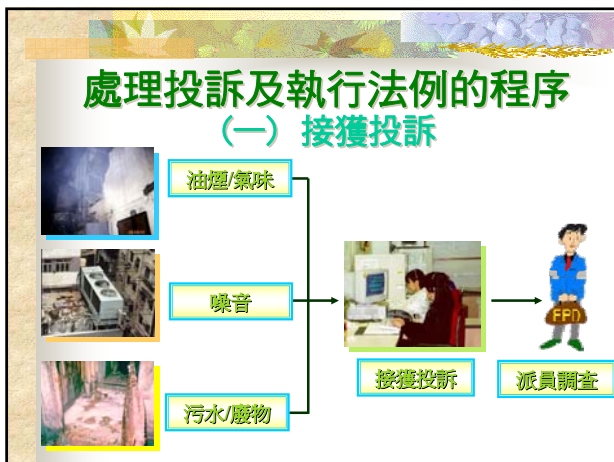 處理投訴及執行法例的程序
(一) 接獲投訴
油煙/氣味
噪音
污水/廢物
接獲投訴
派員調查
EPD